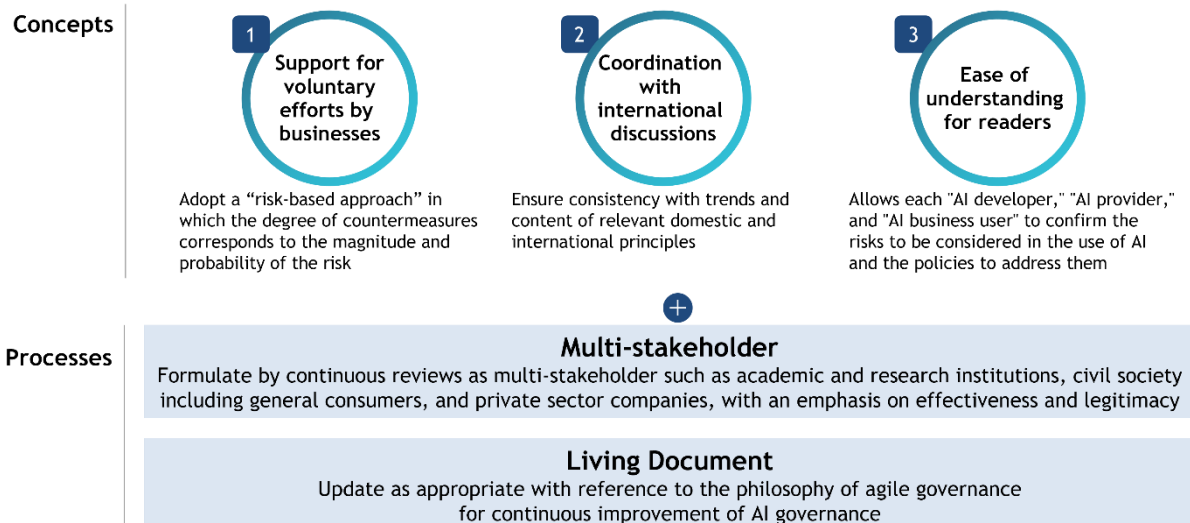 Concepts
1
Support for
voluntary
efforts by
businesses
Adopt a “risk-based approach” in
which the degree of countermeasures
corresponds to the magnitude and
probability of the risk
2
Coordination
with
international
discussions
Ensure consistency with trends and
content of relevant domestic and
international principles
3
Ease of
understanding
for readers
Allows each "AI developer," "AI provider,"
and "AI business user" to confirm the
risks to be considered in the use of AI
and the policies to address them
+
Processes
Multi-stakeholder
Formulate by continuous reviews as multi-stakeholder such as academic and research institutions, civil society
including general consumers, and private sector companies, with an emphasis on effectiveness and legitimacy
Living Document
Update as appropriate with reference to the philosophy of agile governance
for continuous improvement of AI governance